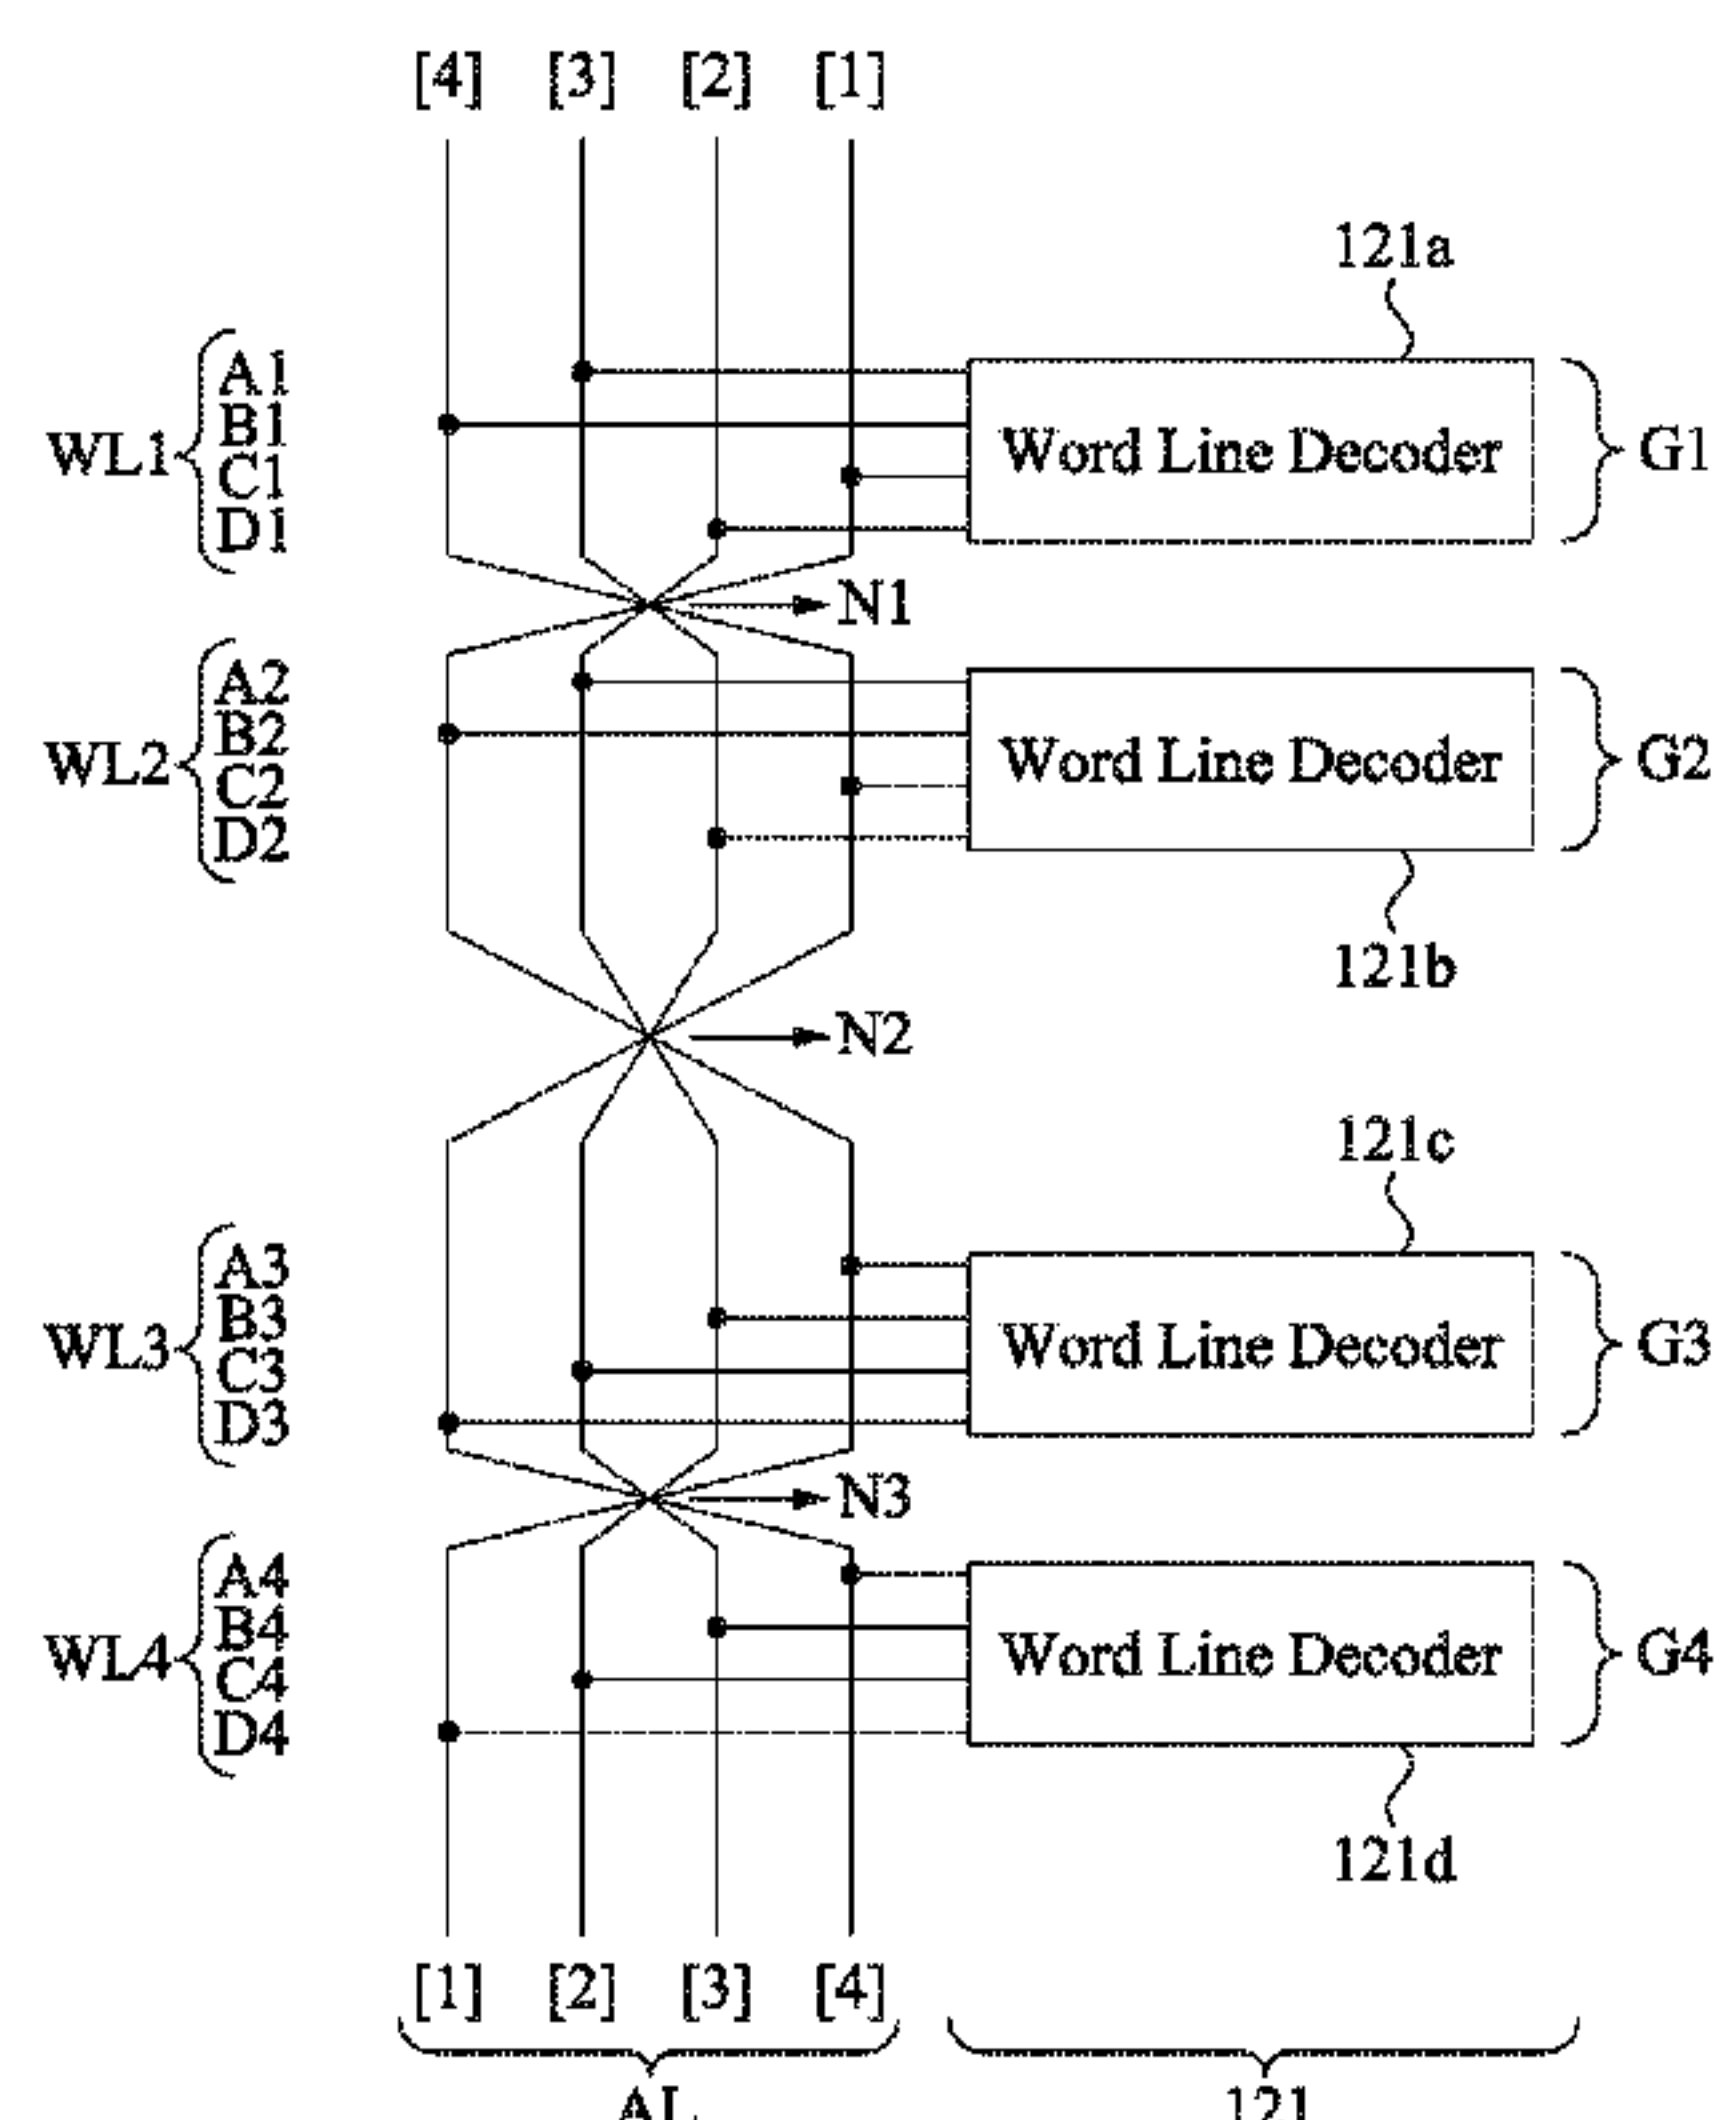 [4] [3] [2] [1]
121a
A1
B1
WL1
C1
D1
Word Line Decoder
G1
N1
A2
B2
WL2
C2
D2
Word Line Decoder
G2
121b
N2
121c
A3
B3
WL3
C3
D3
Word Line Decoder
G3
N3
A4
B4
WL4
C4
D4
Word Line Decoder
G4
121d
[1] [2] [3] [4]
AL
121